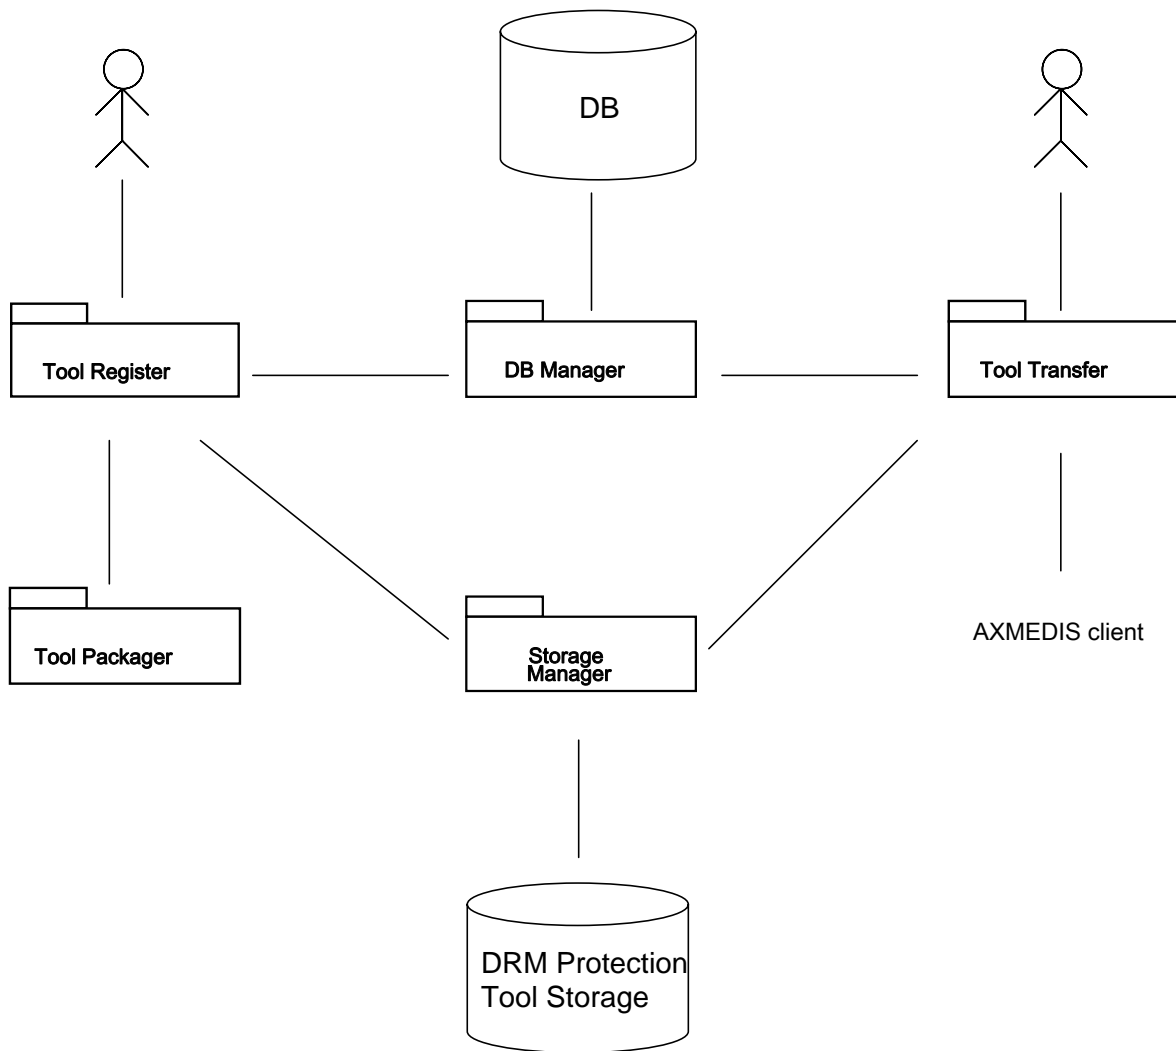 DB
Tool Register
DB Manager
Tool Transfer
Tool Packager
Storage
Manager
AXMEDIS client
DRM Protection
Tool Storage